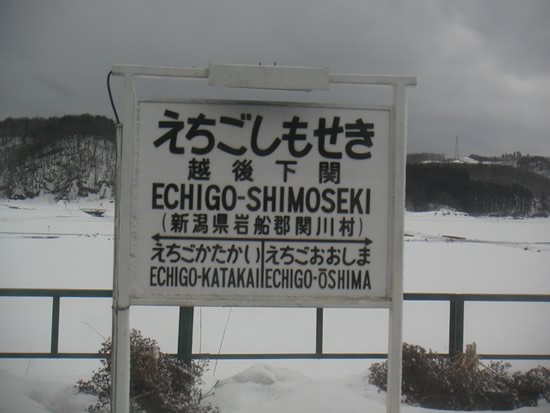 えちごしもせき
越後下関
ECHIGO-SHIMOSEKI
(新潟県岩船郡関川村)
えちごかたかい えちごおおしま
ECHIGO-KATAKAI ECHIGO-ŌSHIMA